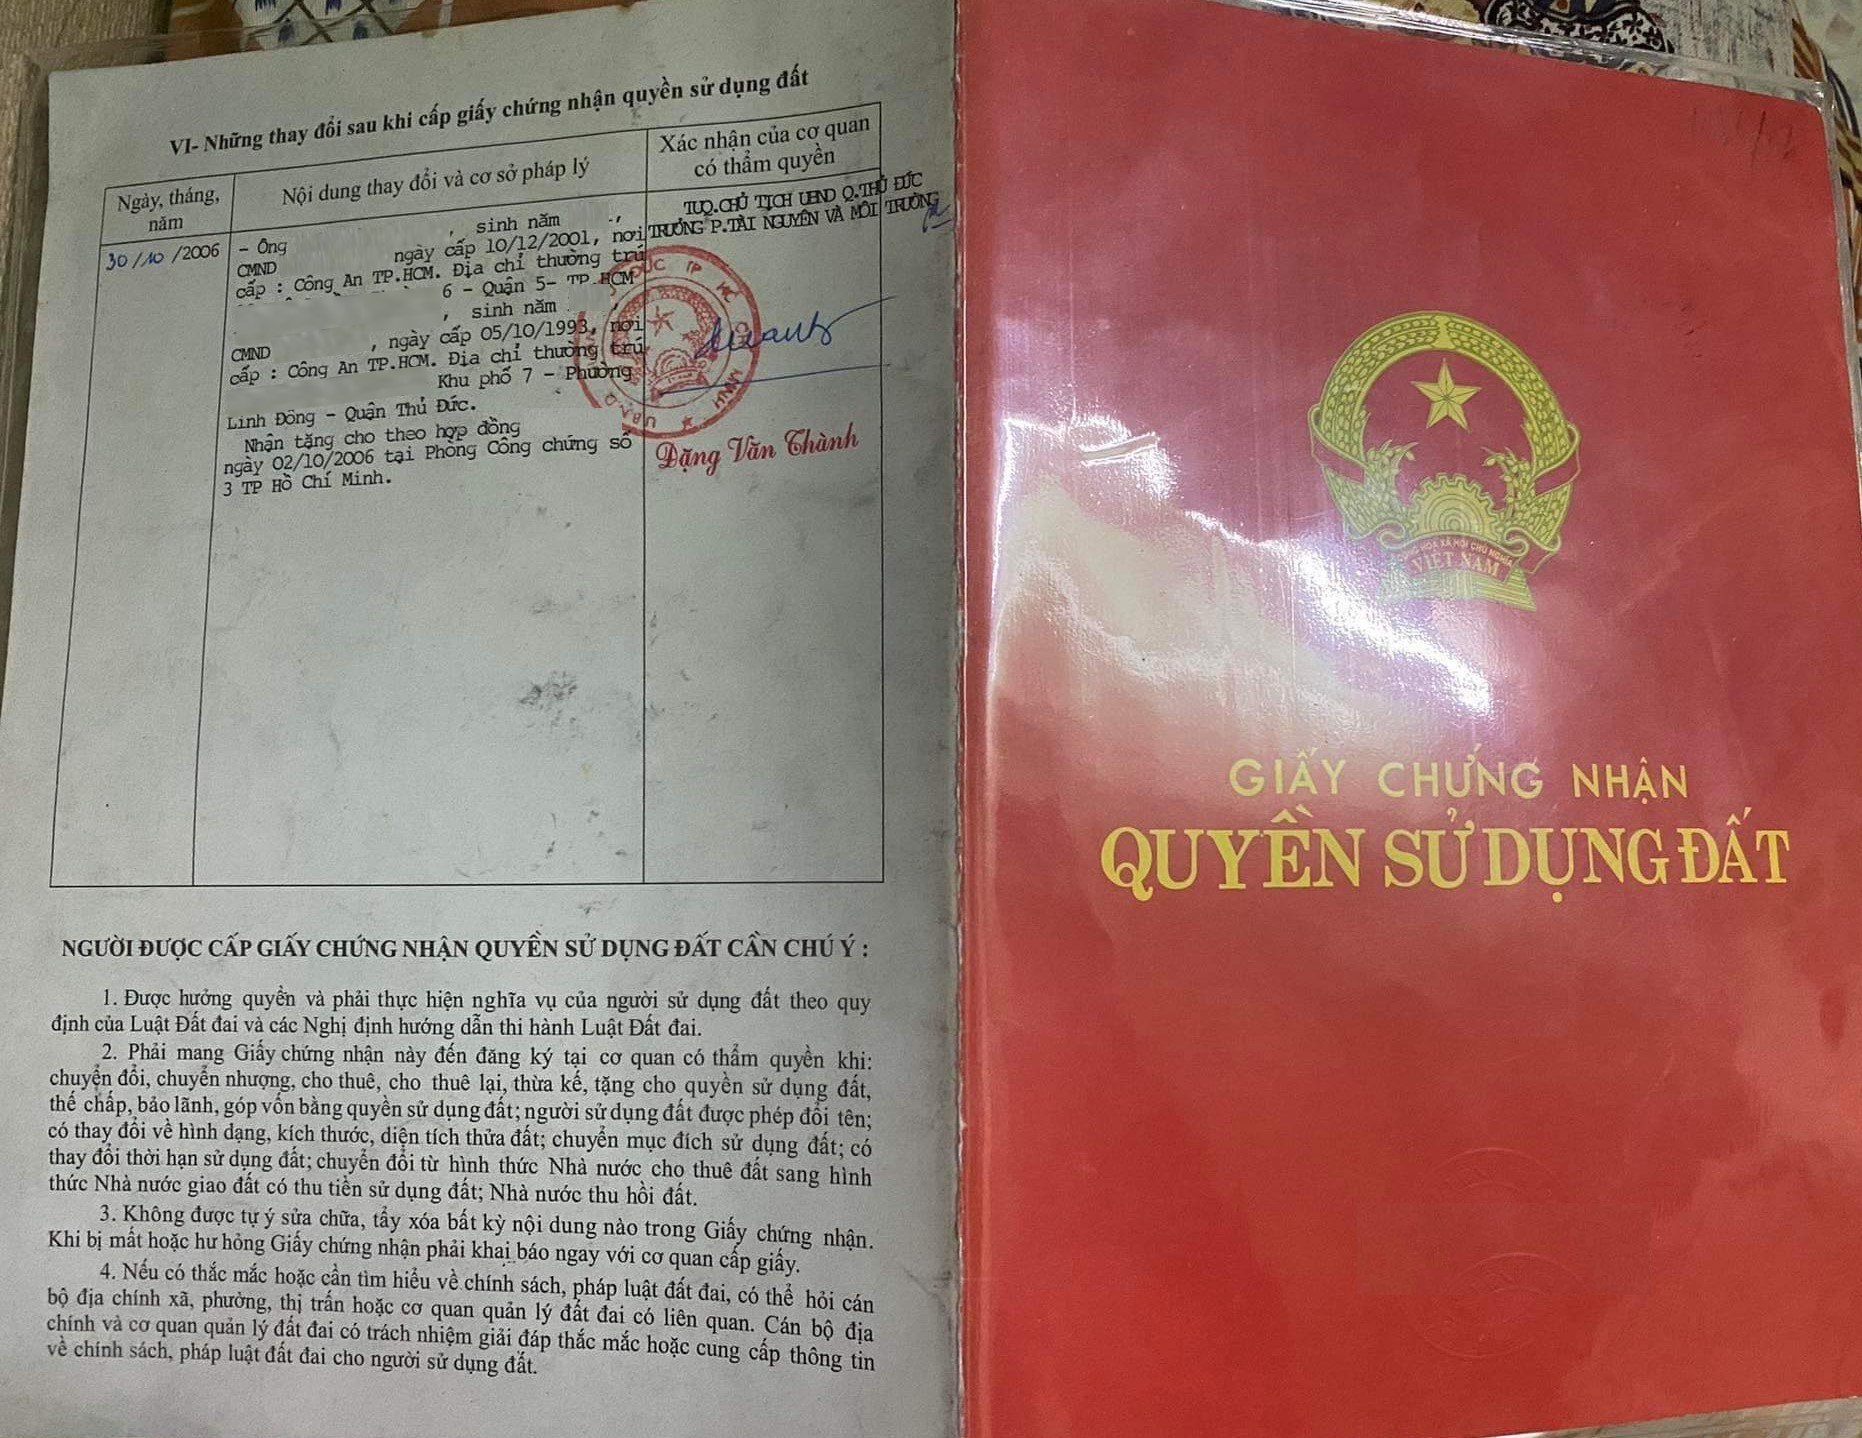 VI- Những thay đổi sau khi cấp giấy chứng nhận quyền sử dụng đất
Ngày, tháng, năm
Nội dung thay đổi và cơ sở pháp lý
Xác nhận của cơ quan có thẩm quyền
30/10/2006
- Ông , sinh năm ,
CMND ngày cấp 10/12/2001, nơi
cấp : Công An TP.HCM. Địa chỉ thường trú
6 - Quận 5- TP.HCM
, sinh năm ,
CMND , ngày cấp 05/10/1993, nơi
cấp : Công An TP.HCM. Địa chỉ thường trú
Khu phố 7 - Phường
Linh Đông - Quận Thủ Đức.
Nhận tặng cho theo hợp đồng
ngày 02/10/2006 tại Phòng Công chứng số
3 TP Hồ Chí Minh.
TUQ.CHỦ TỊCH UBND Q.THỦ ĐỨC
TRƯỞNG P.TÀI NGUYÊN VÀ MÔI TRƯỜNG
Đặng Văn Thành
NGƯỜI ĐƯỢC CẤP GIẤY CHỨNG NHẬN QUYỀN SỬ DỤNG ĐẤT CẦN CHÚ Ý :
1. Được hưởng quyền và phải thực hiện nghĩa vụ của người sử dụng đất theo quy
định của Luật Đất đai và các Nghị định hướng dẫn thi hành Luật Đất đai.
2. Phải mang Giấy chứng nhận này đến đăng ký tại cơ quan có thẩm quyền khi:
chuyển đổi, chuyển nhượng, cho thuê, cho thuê lại, thừa kế, tặng cho quyền sử dụng đất,
thế chấp, bảo lãnh, góp vốn bằng quyền sử dụng đất; người sử dụng đất được phép đổi tên;
có thay đổi về hình dạng, kích thước, diện tích thửa đất; chuyển mục đích sử dụng đất; có
thay đổi thời hạn sử dụng đất; chuyển đổi từ hình thức Nhà nước cho thuê đất sang hình
thức Nhà nước giao đất có thu tiền sử dụng đất; Nhà nước thu hồi đất.
3. Không được tự ý sửa chữa, tẩy xóa bất kỳ nội dung nào trong Giấy chứng nhận.
Khi bị mất hoặc hư hỏng Giấy chứng nhận phải khai báo ngay với cơ quan cấp giấy.
4. Nếu có thắc mắc hoặc cần tìm hiểu về chính sách, pháp luật đất đai, có thể hỏi cán
bộ địa chính xã, phường, thị trấn hoặc cơ quan quản lý đất đai có liên quan. Cán bộ địa
chính và cơ quan quản lý đất đai có trách nhiệm giải đáp thắc mắc hoặc cung cấp thông tin
về chính sách, pháp luật đất đai cho người sử dụng đất.
CỘNG HÒA XÃ HỘI CHỦ NGHĨA
VIỆT NAM
GIẤY CHỨNG NHẬN
QUYỀN SỬ DỤNG ĐẤT